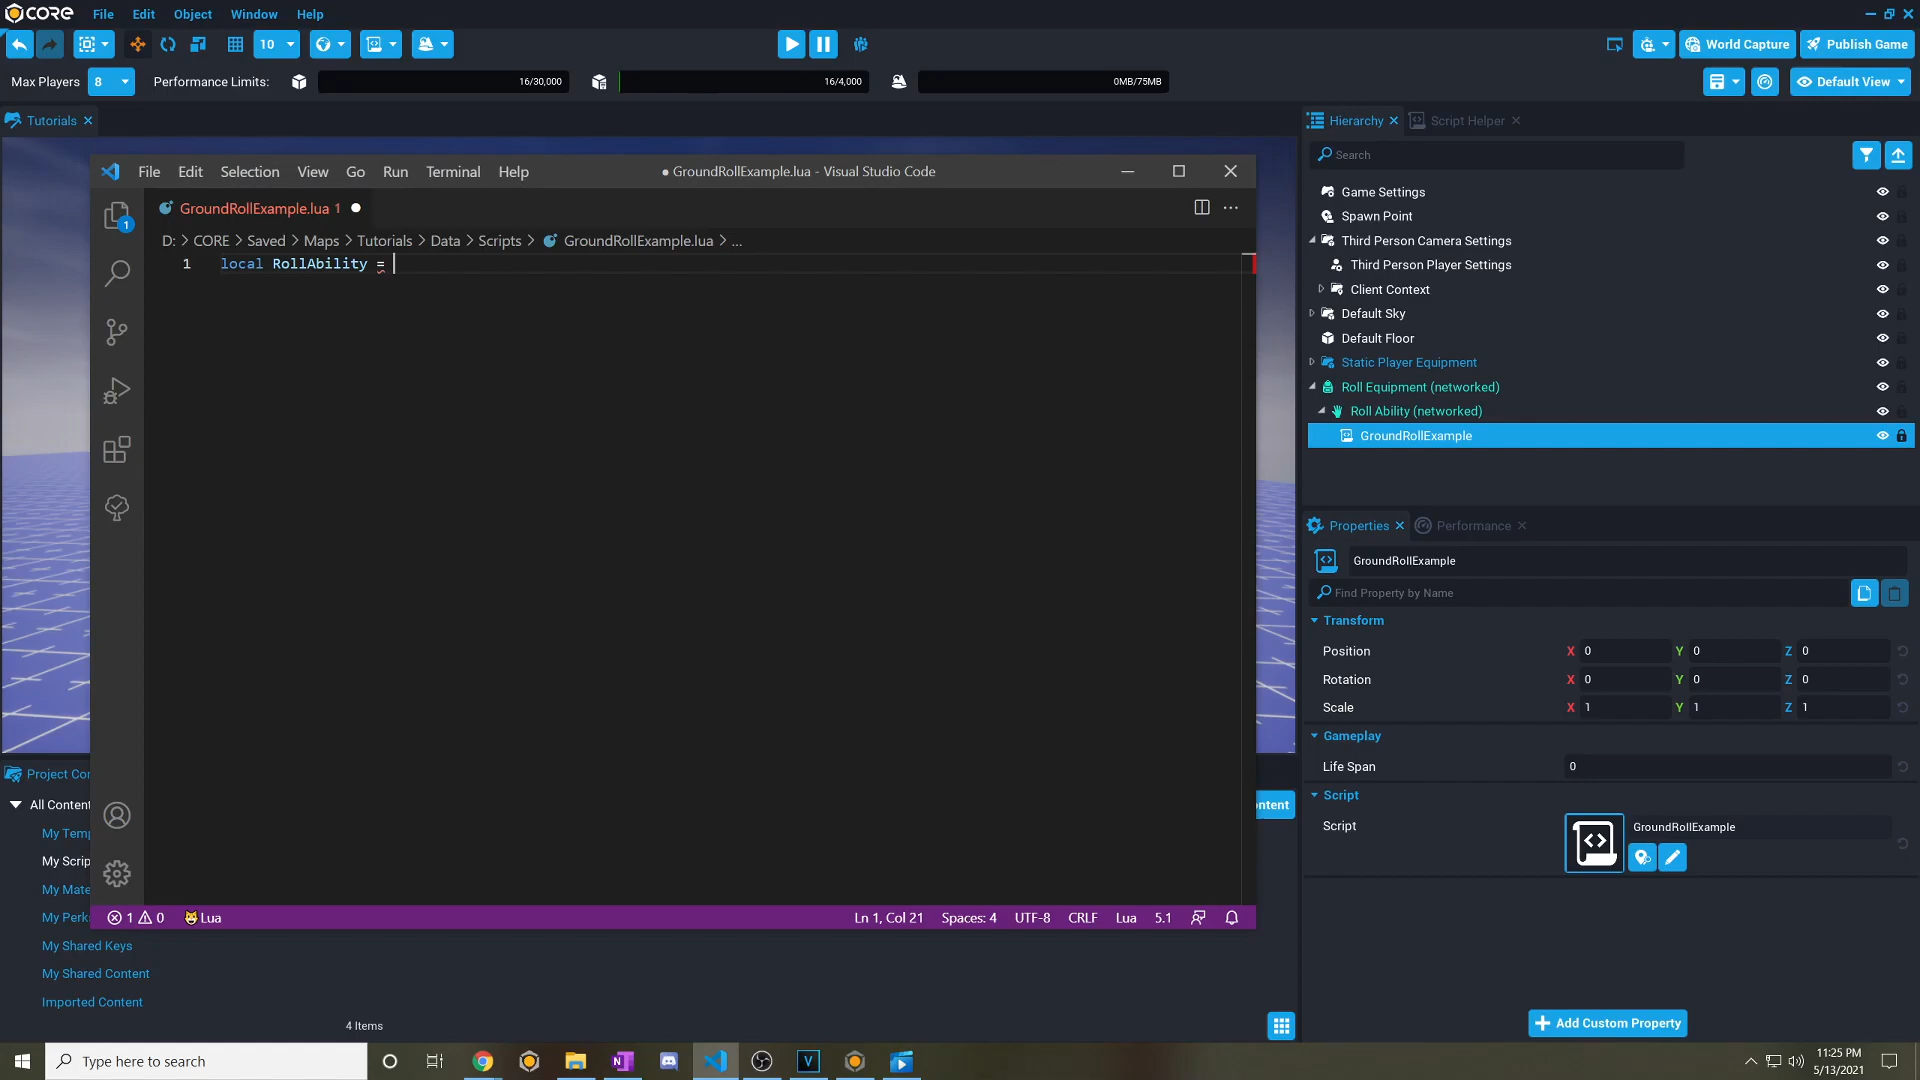 CORE File Edit Object Window Help
10 World Capture Publish Game
Max Players 8 Performance Limits: 16/30,000 16/4,000 0MB/75MB Default View
Tutorials
Hierarchy Script Helper
Search
Game Settings
Spawn Point
Third Person Camera Settings
Third Person Player Settings
Client Context
Default Sky
Default Floor
Static Player Equipment
Roll Equipment (networked)
Roll Ability (networked)
GroundRollExample
File Edit Selection View Go Run Terminal Help ● GroundRollExample.lua - Visual Studio Code
GroundRollExample.lua 1
1
D: > CORE > Saved > Maps > Tutorials > Data > Scripts > GroundRollExample.lua > ...
1 local RollAbility =
1 0 Lua Ln 1, Col 21 Spaces: 4 UTF-8 CRLF Lua 5.1
Properties Performance
GroundRollExample
Find Property by Name
Transform
Position X 0 Y 0 Z 0
Rotation X 0 Y 0 Z 0
Scale X 1 Y 1 Z 1
Gameplay
Life Span 0
Script
Script GroundRollExample
Add Custom Property
Project Con
All Content
My Temp
My Scrip
My Mate
My Perks
My Shared Keys
My Shared Content
Imported Content
ontent
4 Items
Type here to search
N V
11:25 PM
5/13/2021